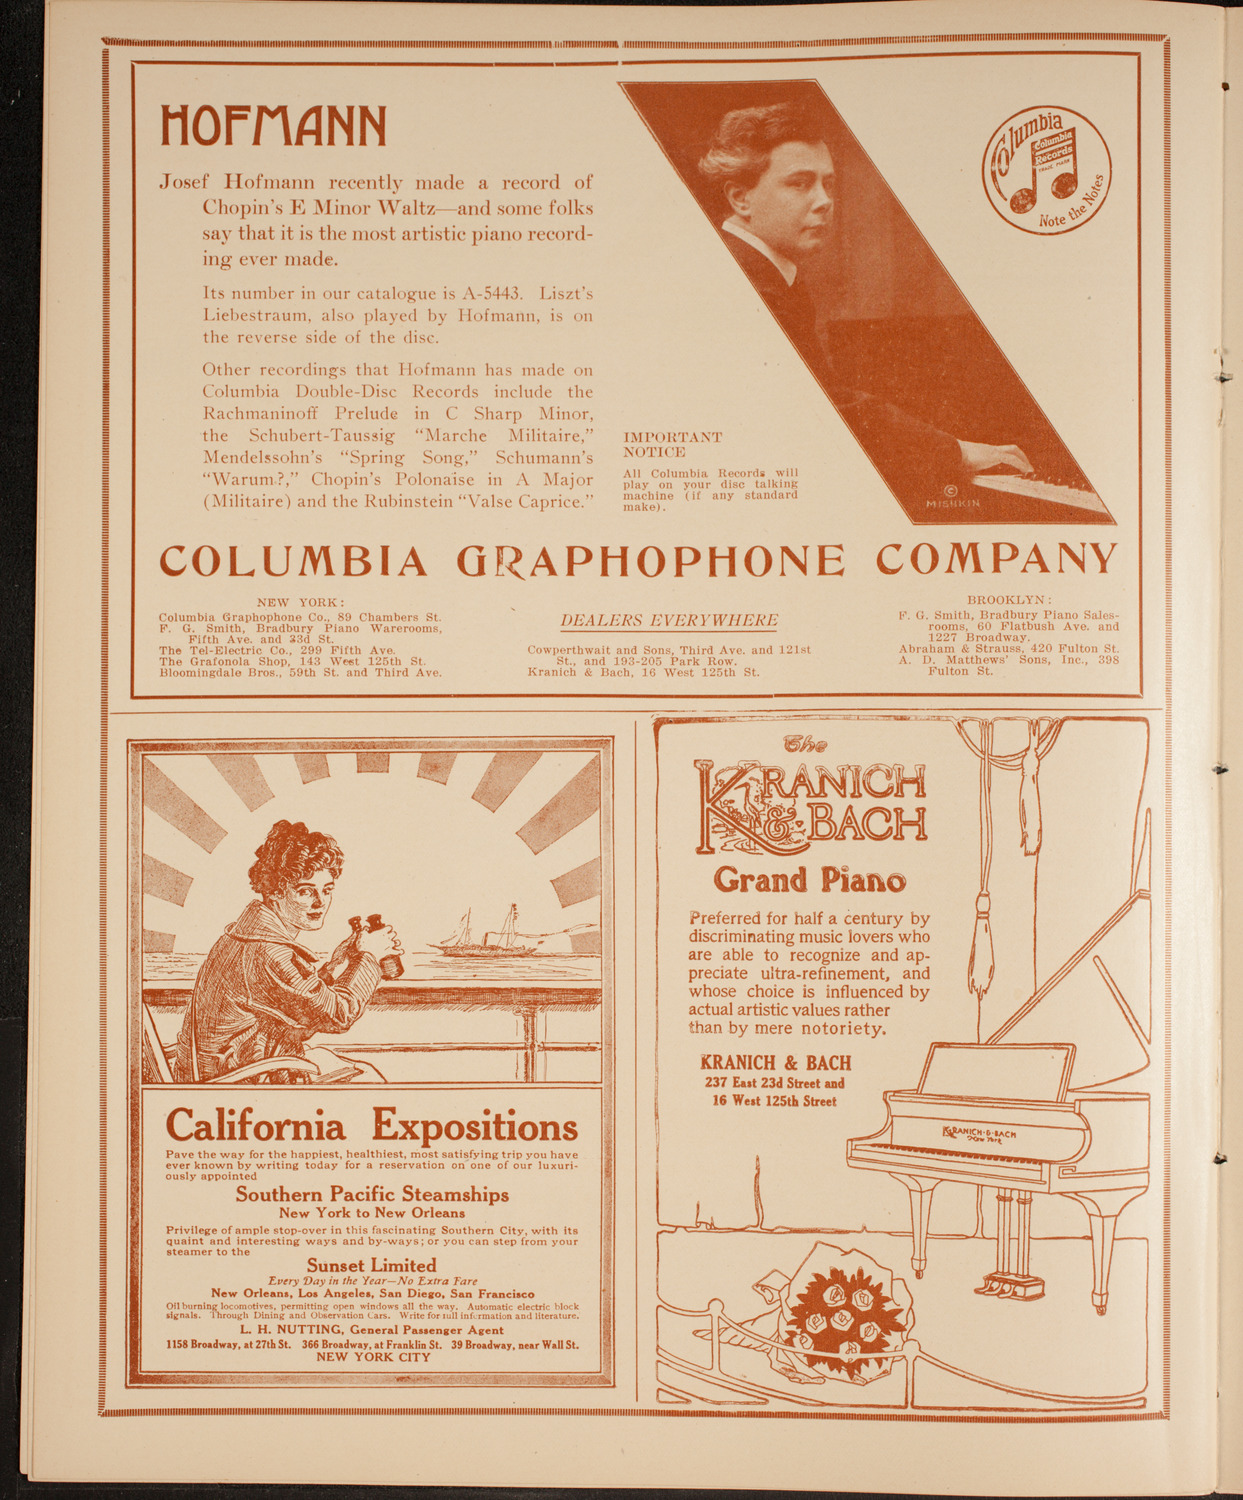 HOFMANN
Josef Hofmann recently made a record of
Chopin's E Minor Waltz—and some folks
say that it is the most artistic piano record-
ing ever made.
Its number in our catalogue is A-5443. Liszt's
Liebestraum, also played by Hofmann, is on
the reverse side of the disc.
Other recordings that Hofmann has made on
Columbia Double-Disc Records include the
Rachmaninoff Prelude in C Sharp Minor,
the Schubert-Taussig "Marche Militaire,"
Mendelssohn's "Spring Song," Schumann's
"Warum?," Chopin's Polonaise in A Major
(Militaire) and the Rubinstein "Valse Caprice."
IMPORTANT
NOTICE
All Columbia Records will
play on your disc talking
machine (if any standard
make).
©
MISHKIN
Columbia
Columbia
Records
TRADE MARK
Note the Notes
COLUMBIA GRAPHOPHONE COMPANY
NEW YORK:
Columbia Graphophone Co., 89 Chambers St.
F. G. Smith, Bradbury Piano Warerooms,
Fifth Ave. and 33d St.
The Tel-Electric Co., 299 Fifth Ave.
The Grafonola Shop, 143 West 125th St.
Bloomingdale Bros., 59th St. and Third Ave.
DEALERS EVERYWHERE
Cowperthwait and Sons, Third Ave. and 121st
St., and 193-205 Park Row.
Kranich & Bach, 16 West 125th St.
BROOKLYN:
F. G. Smith, Bradbury Piano Sales-
rooms, 60 Flatbush Ave. and
1227 Broadway.
Abraham & Strauss, 420 Fulton St.
A. D. Matthews' Sons, Inc., 398
Fulton St.
California Expositions
Pave the way for the happiest, healthiest, most satisfying trip you have
ever known by writing today for a reservation on one of our luxuri-
ously appointed
Southern Pacific Steamships
New York to New Orleans
Privilege of ample stop-over in this fascinating Southern City, with its
quaint and interesting ways and by-ways; or you can step from your
steamer to the
Sunset Limited
Every Day in the Year—No Extra Fare
New Orleans, Los Angeles, San Diego, San Francisco
Oil burning locomotives, permitting open windows all the way. Automatic electric block
signals. Through Dining and Observation Cars. Write for full information and literature.
L. H. NUTTING, General Passenger Agent
1158 Broadway, at 27th St. 366 Broadway, at Franklin St. 39 Broadway, near Wall St.
NEW YORK CITY
The
KRANICH
& BACH
Grand Piano
Preferred for half a century by
discriminating music lovers who
are able to recognize and ap-
preciate ultra-refinement, and
whose choice is influenced by
actual artistic values rather
than by mere notoriety.
KRANICH & BACH
237 East 23d Street and
16 West 125th Street
KRANICH & BACH
New York